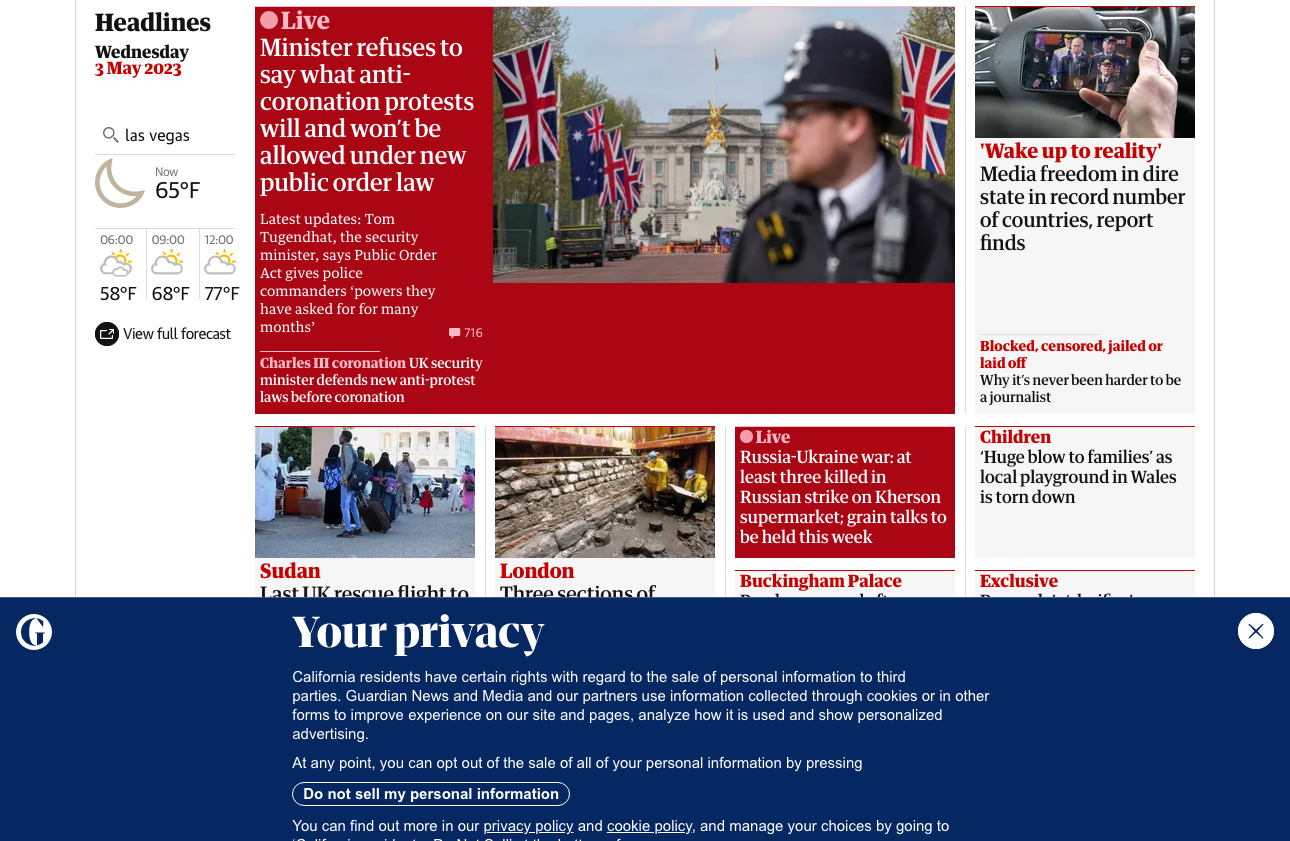 Headlines
Wednesday
3 May 2023
las vegas
Now
65°F
06:00
09:00
12:00
58°F
68°F
77°F
View full forecast
Live
Minister refuses to
say what anti-
coronation protests
will and won’t be
allowed under new
public order law
Latest updates: Tom
Tugendhat, the security
minister, says Public Order
Act gives police
commanders ‘powers they
have asked for for many
months’
716
Charles III coronation UK security
minister defends new anti-protest
laws before coronation
'Wake up to reality'
Media freedom in dire
state in record number
of countries, report
finds
Blocked, censored, jailed or
laid off
Why it’s never been harder to be
a journalist
Sudan
Last UK rescue flight to
London
Three sections of
Live
Russia-Ukraine war: at
least three killed in
Russian strike on Kherson
supermarket; grain talks to
be held this week
Buckingham Palace
Children
‘Huge blow to families’ as
local playground in Wales
is torn down
Exclusive
Your privacy
California residents have certain rights with regard to the sale of personal information to third
parties. Guardian News and Media and our partners use information collected through cookies or in other
forms to improve experience on our site and pages, analyze how it is used and show personalized
advertising.
At any point, you can opt out of the sale of all of your personal information by pressing
Do not sell my personal information
You can find out more in our privacy policy and cookie policy, and manage your choices by going to